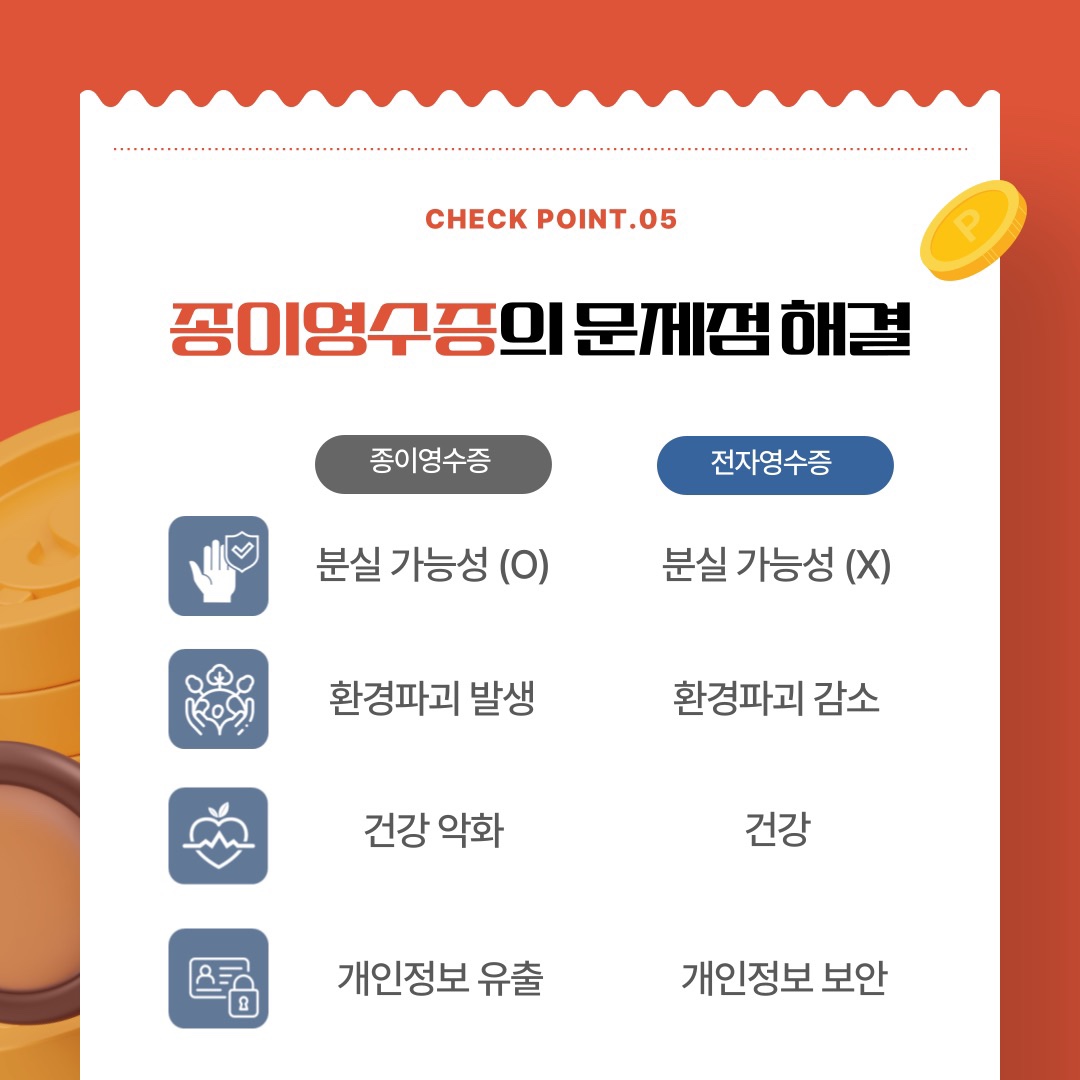 CHECK POINT.05
P
종이영수증의 문제점 해결
종이영수증 전자영수증
분실 가능성 (O) 분실 가능성 (X)
환경파괴 발생 환경파괴 감소
건강 악화 건강
개인정보 유출 개인정보 보안